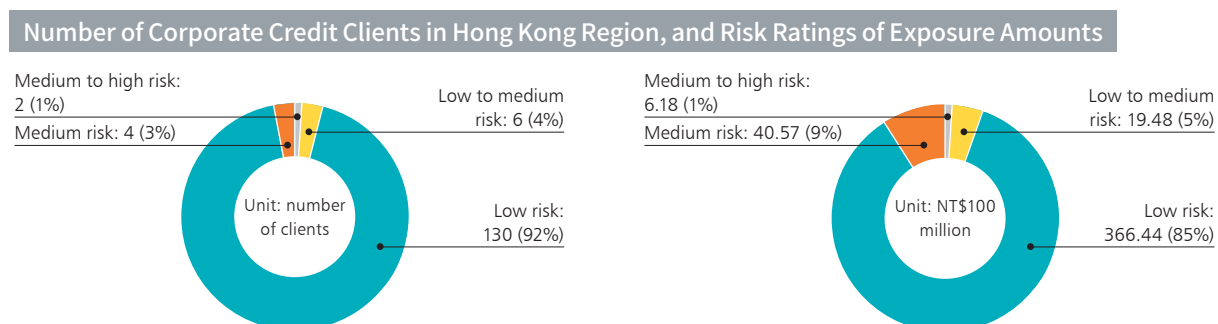 Number of Corporate Credit Clients in Hong Kong Region, and Risk Ratings of Exposure Amounts
Medium to high risk:
2 (1%)
Medium risk: 4 (3%)
Low to medium
risk: 6 (4%)
Unit: number
of clients
Low risk:
130 (92%)
Medium to high risk:
6.18 (1%)
Medium risk: 40.57 (9%)
Low to medium
risk: 19.48 (5%)
Unit: NT$100
million
Low risk:
366.44 (85%)